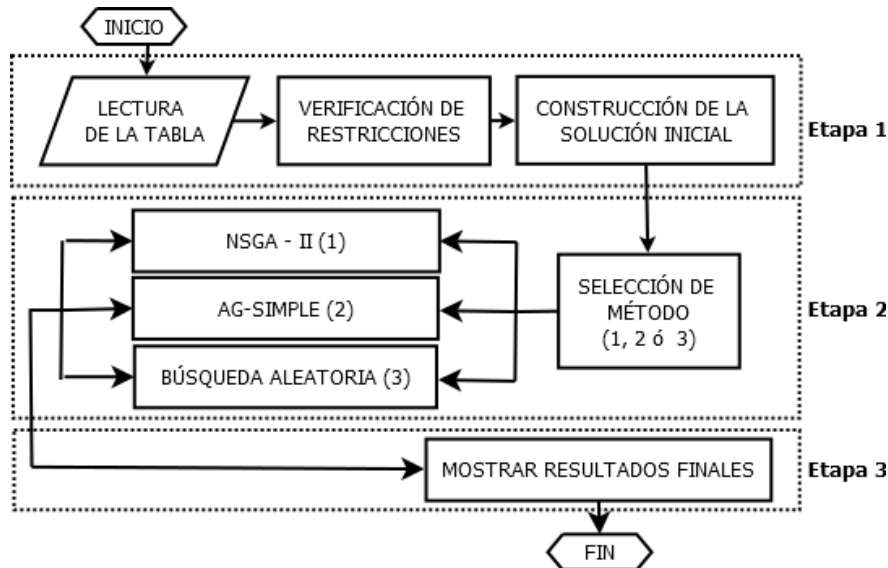 INICIO
LECTURA
DE LA TABLA
VERIFICACIÓN DE
RESTRICCIONES
CONSTRUCCIÓN DE LA
SOLUCIÓN INICIAL
Etapa 1
NSGA - II (1)
AG-SIMPLE (2)
BÚSQUEDA ALEATORIA (3)
SELECCIÓN DE
MÉTODO
(1, 2 ó 3)
Etapa 2
MOSTRAR RESULTADOS FINALES
Etapa 3
FIN